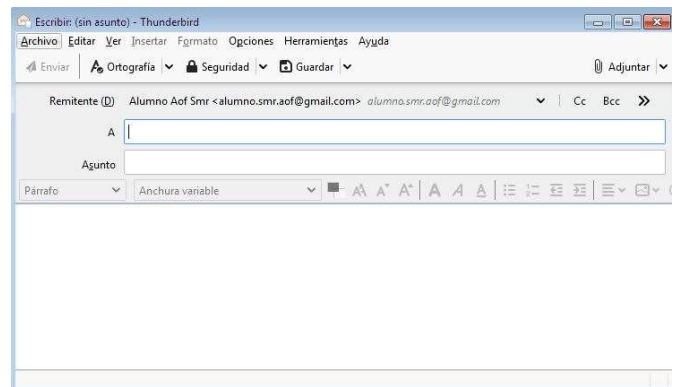 Escribir: (sin asunto) - Thunderbird
Archivo Editar Ver Insertar Formato Opciones Herramientas Ayuda
Enviar Ortografía Seguridad Guardar Adjuntar
Remitente (D) Alumno Aof Smr <alumno.smr.aof@gmail.com> alumno.smr.aof@gmail.com Cc Bcc
A
Asunto
Párrafo Anchura variable